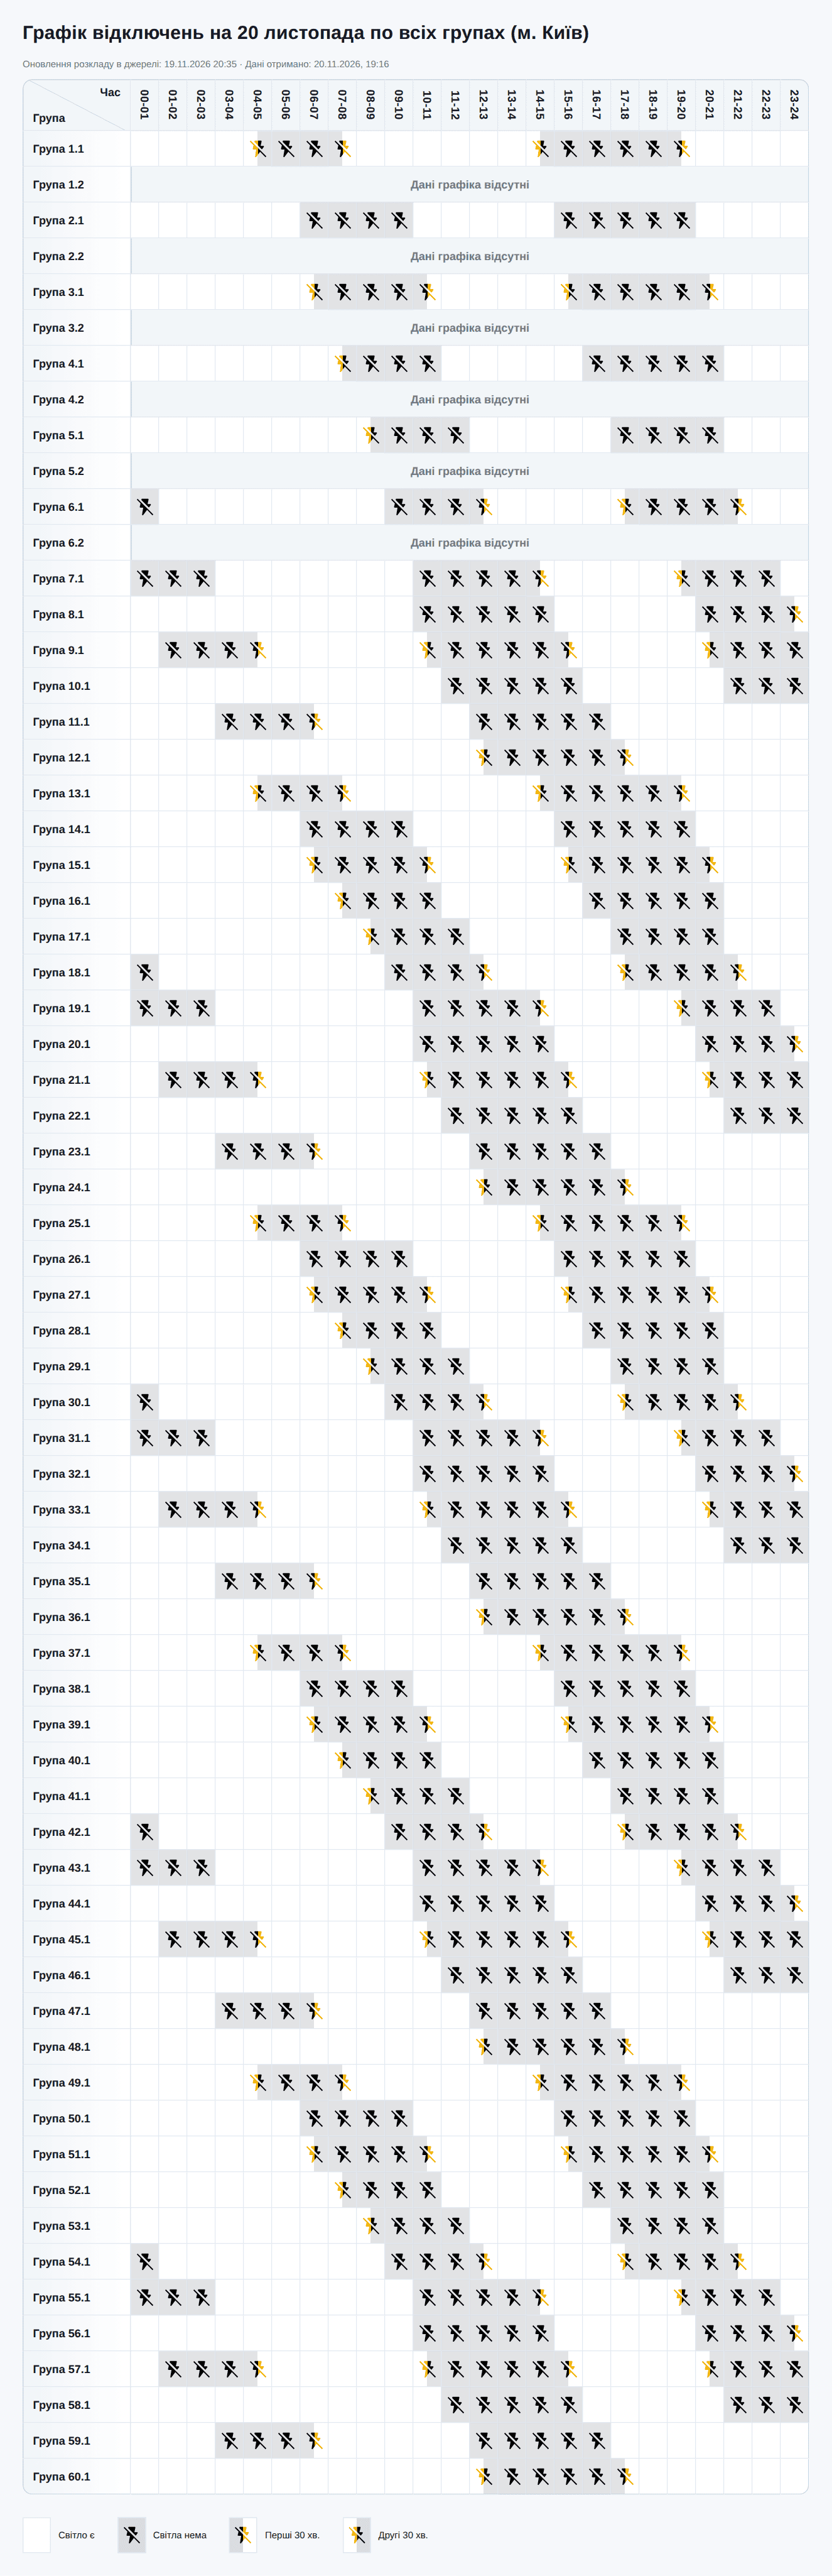 Графік відключень на 20 листопада по всіх групах (м. Київ)
Оновлення розкладу в джерелі: 19.11.2026 20:35 · Дані отримано: 20.11.2026, 19:16
Час
Група
00-01 01-02 02-03 03-04 04-05 05-06 06-07 07-08 08-09 09-10 10-11 11-12 12-13 13-14 14-15 15-16 16-17 17-18 18-19 19-20 20-21 21-22 22-23 23-24
Група 1.1
Група 1.2 Дані графіка відсутні
Група 2.1
Група 2.2 Дані графіка відсутні
Група 3.1
Група 3.2 Дані графіка відсутні
Група 4.1
Група 4.2 Дані графіка відсутні
Група 5.1
Група 5.2 Дані графіка відсутні
Група 6.1
Група 6.2 Дані графіка відсутні
Група 7.1
Група 8.1
Група 9.1
Група 10.1
Група 11.1
Група 12.1
Група 13.1
Група 14.1
Група 15.1
Група 16.1
Група 17.1
Група 18.1
Група 19.1
Група 20.1
Група 21.1
Група 22.1
Група 23.1
Група 24.1
Група 25.1
Група 26.1
Група 27.1
Група 28.1
Група 29.1
Група 30.1
Група 31.1
Група 32.1
Група 33.1
Група 34.1
Група 35.1
Група 36.1
Група 37.1
Група 38.1
Група 39.1
Група 40.1
Група 41.1
Група 42.1
Група 43.1
Група 44.1
Група 45.1
Група 46.1
Група 47.1
Група 48.1
Група 49.1
Група 50.1
Група 51.1
Група 52.1
Група 53.1
Група 54.1
Група 55.1
Група 56.1
Група 57.1
Група 58.1
Група 59.1
Група 60.1
Світло є Світла нема Перші 30 хв. Другі 30 хв.